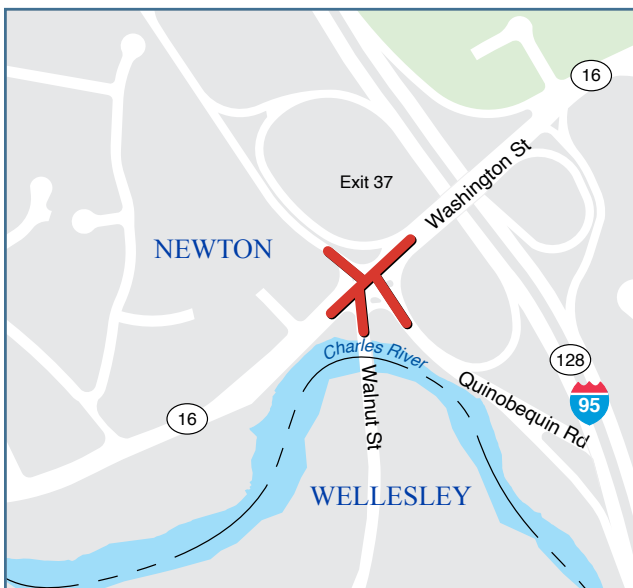 16
Washington St
Exit 37
NEWTON
Charles River
128
95
Quinobequin Rd
Walnut St
16
WELLESLEY